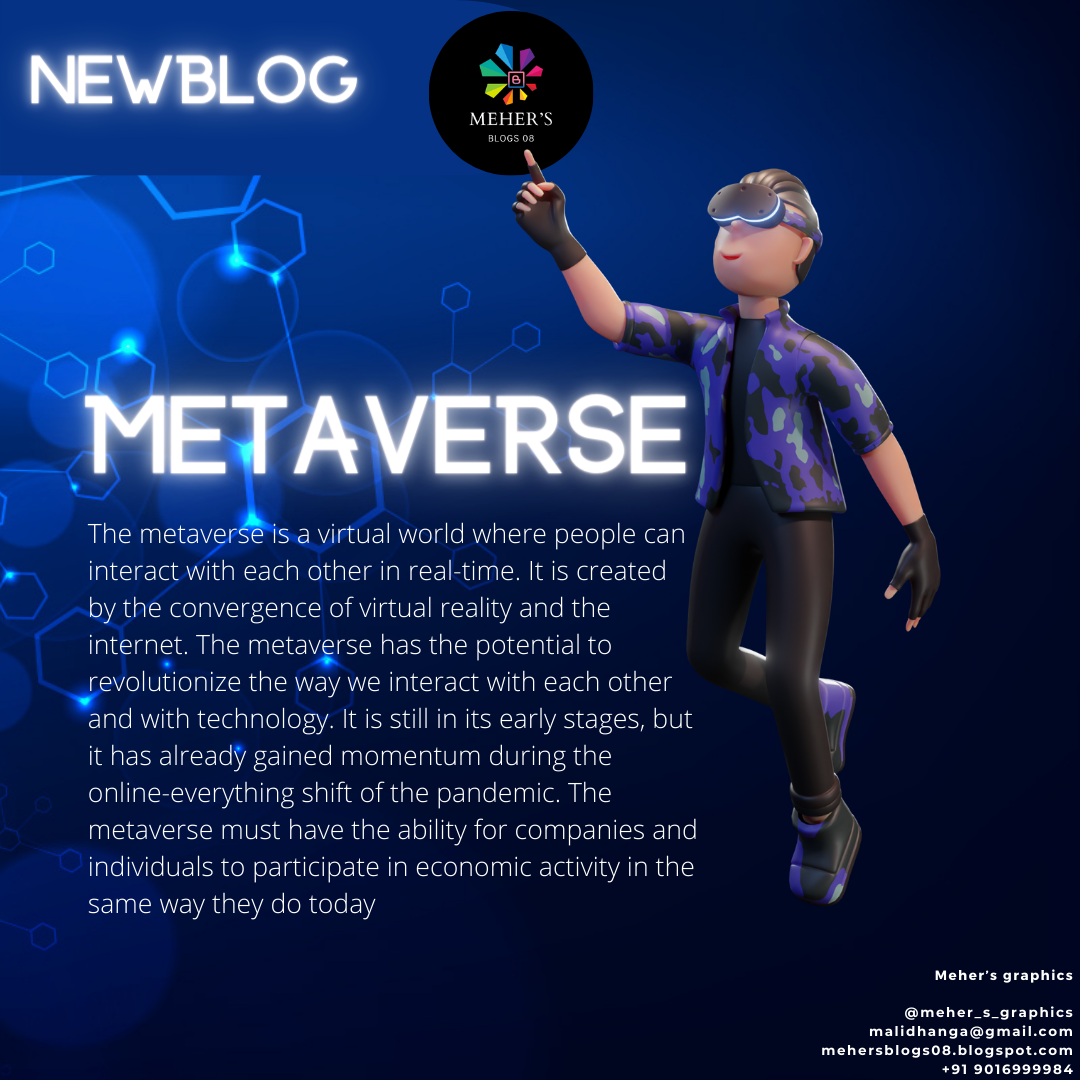 NEWBLOG
B
MEHER'S
BLOGS 08
METAVERSE
The metaverse is a virtual world where people can
interact with each other in real-time. It is created
by the convergence of virtual reality and the
internet. The metaverse has the potential to
revolutionize the way we interact with each other
and with technology. It is still in its early stages, but
it has already gained momentum during the
online-everything shift of the pandemic. The
metaverse must have the ability for companies and
individuals to participate in economic activity in the
same way they do today
Meher's graphics
@meher_s_graphics
malidhanga@gmail.com
mehersblogs08.blogspot.com
+91 9016999984